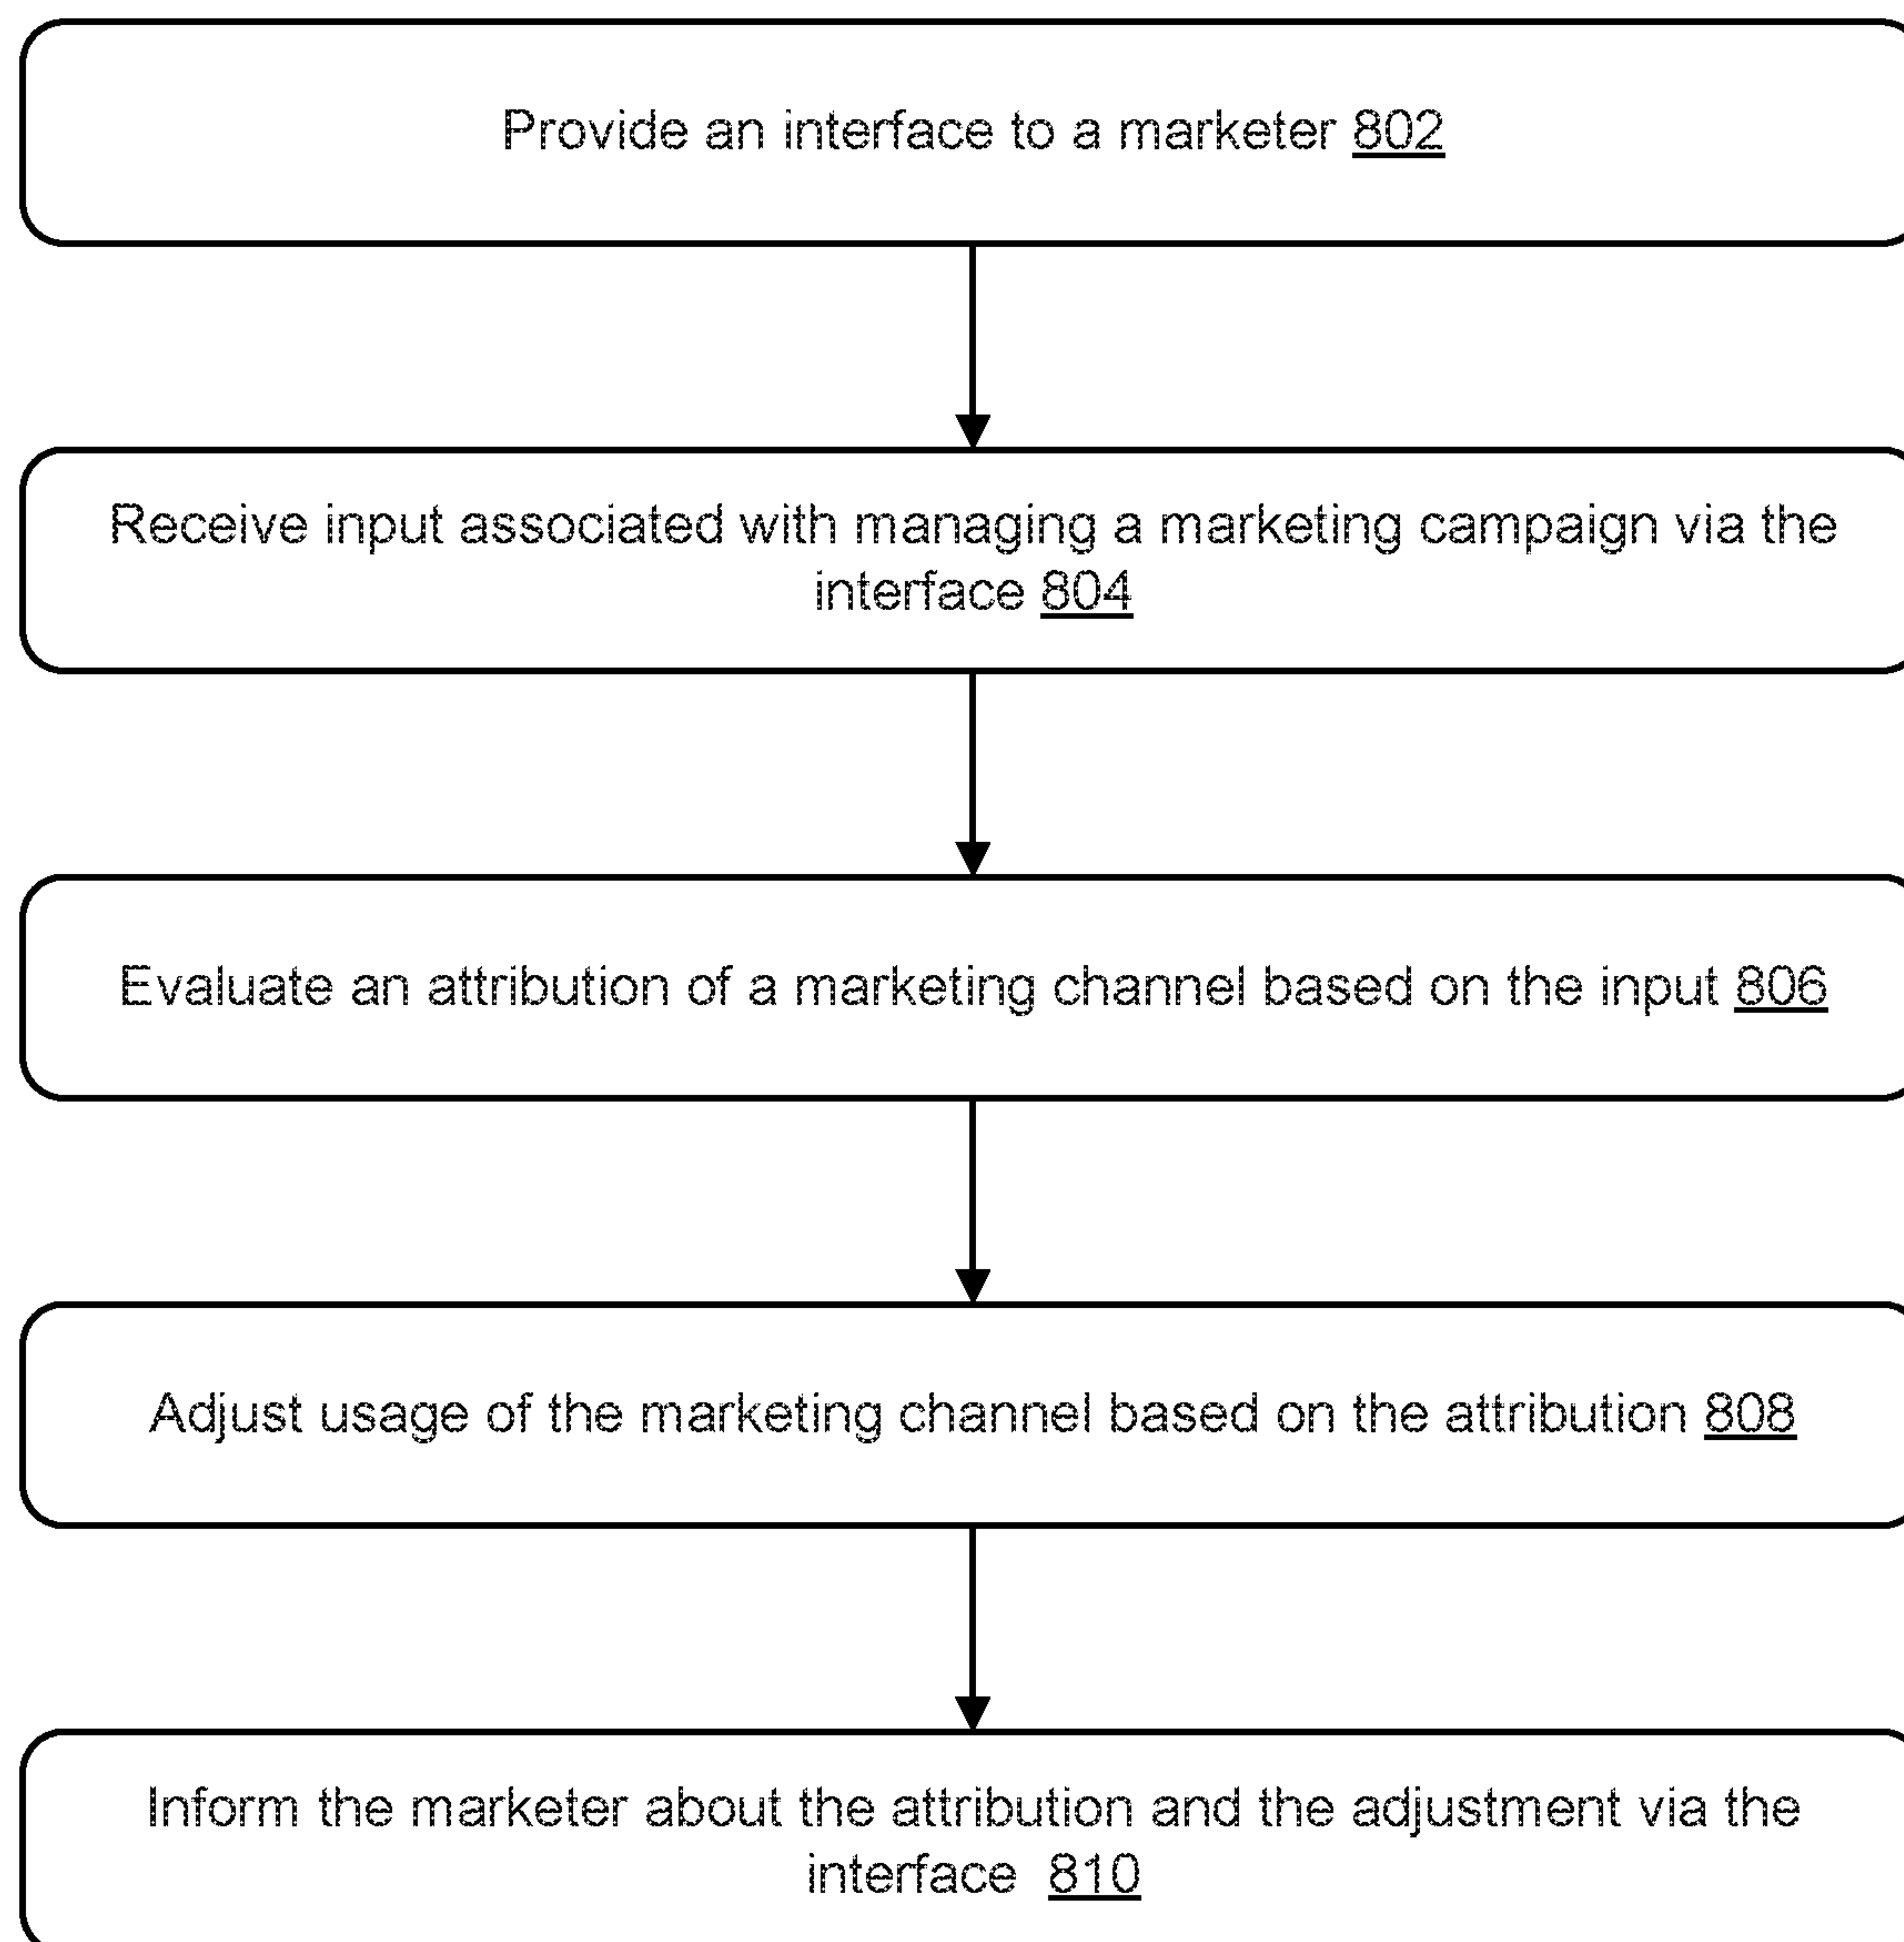 Provide an interface to a marketer 802
Receive input associated with managing a marketing campaign via the
interface 804
Evaluate an attribution of a marketing channel based on the input 806
Adjust usage of the marketing channel based on the attribution 808
Inform the marketer about the attribution and the adjustment via the
interface 810